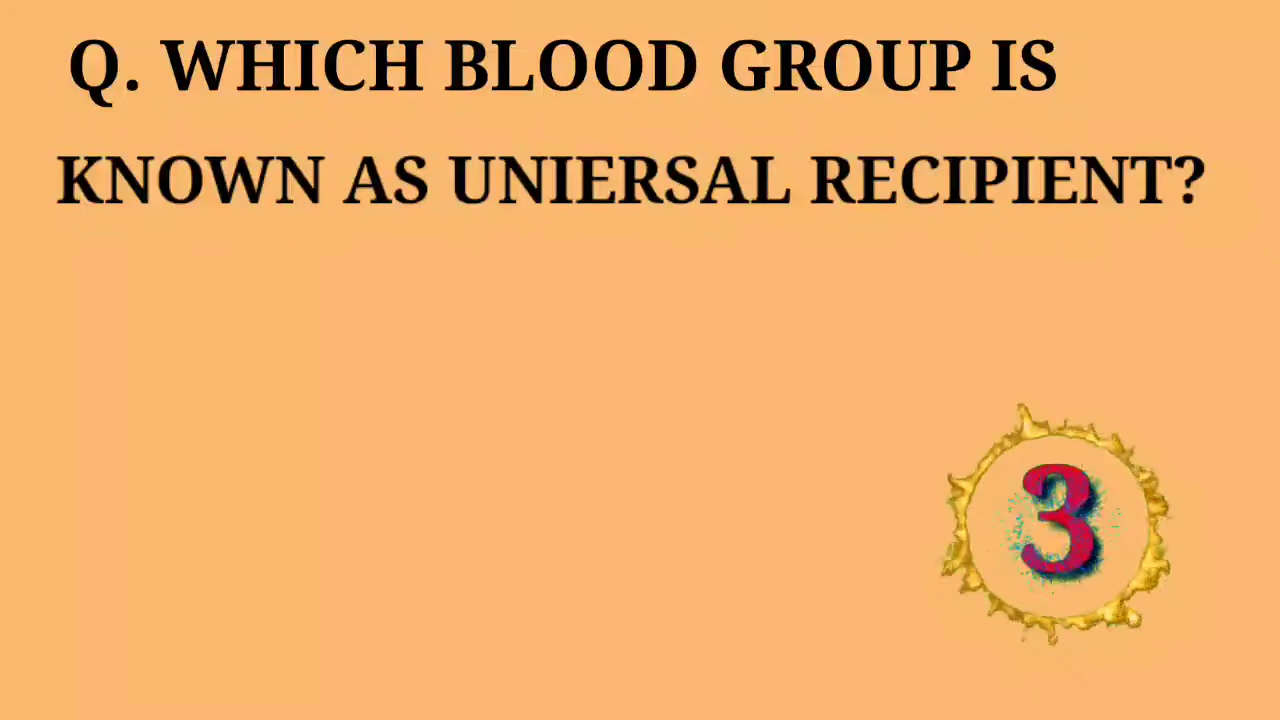 Q. WHICH BLOOD GROUP IS
KNOWN AS UNIERSAL RECIPIENT?
3